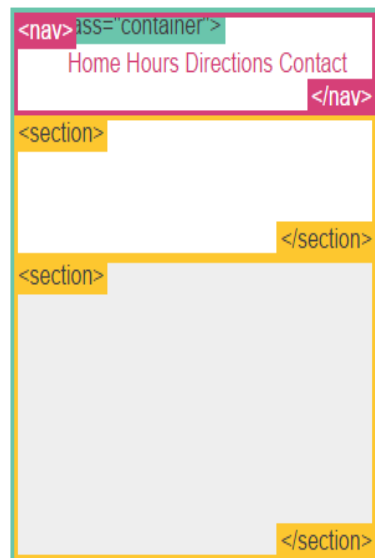 <nav>ass="container">
Home Hours Directions Contact
</nav>
<section>
</section>
<section>
</section>